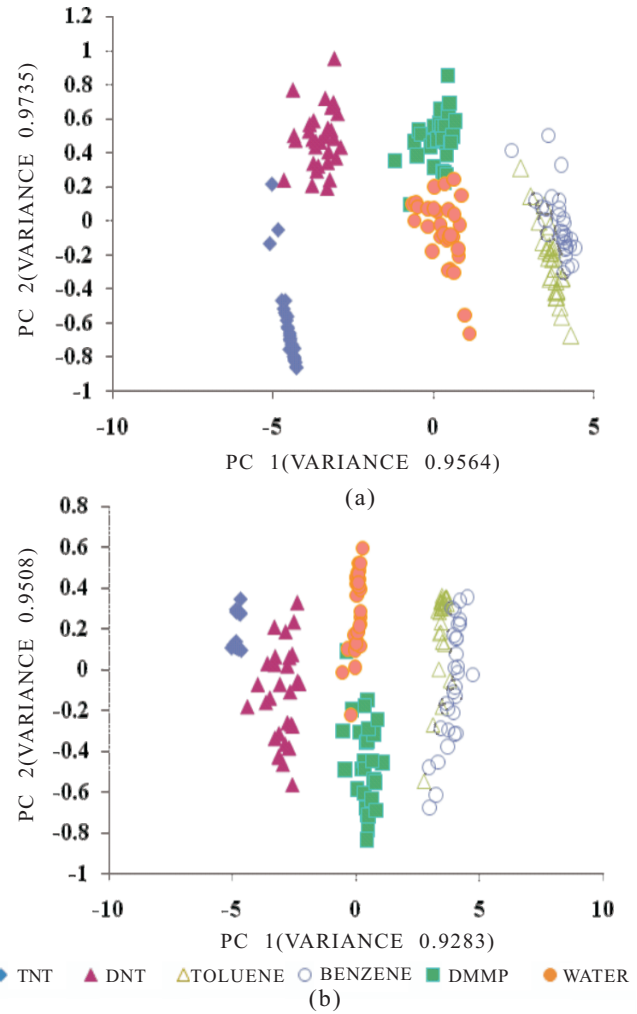 1.2
1
0.8
0.6
0.4
0.2
0
-0.2
-0.4
-0.6
-0.8
-1
PC 2(VARIANCE 0.9735)
-10 -5 0 5
PC 1(VARIANCE 0.9564)
(a)
0.8
0.6
0.4
0.2
0
-0.2
-0.4
-0.6
-0.8
-1
PC 2(VARIANCE 0.9508)
-10 -5 0 5 10
PC 1(VARIANCE 0.9283)
TNT DNT TOLUENE BENZENE DMMP WATER
(b)